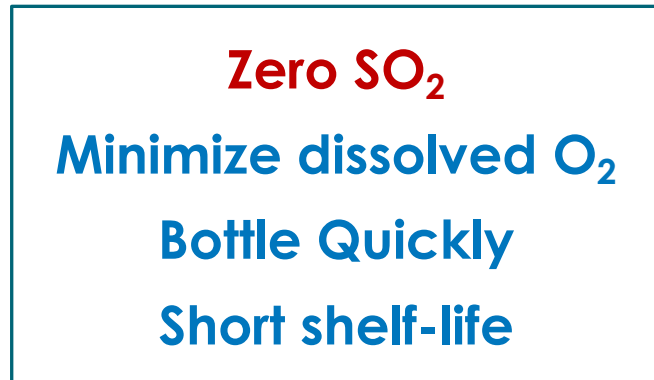 Zero SO₂
Minimize dissolved O₂
Bottle Quickly
Short shelf-life